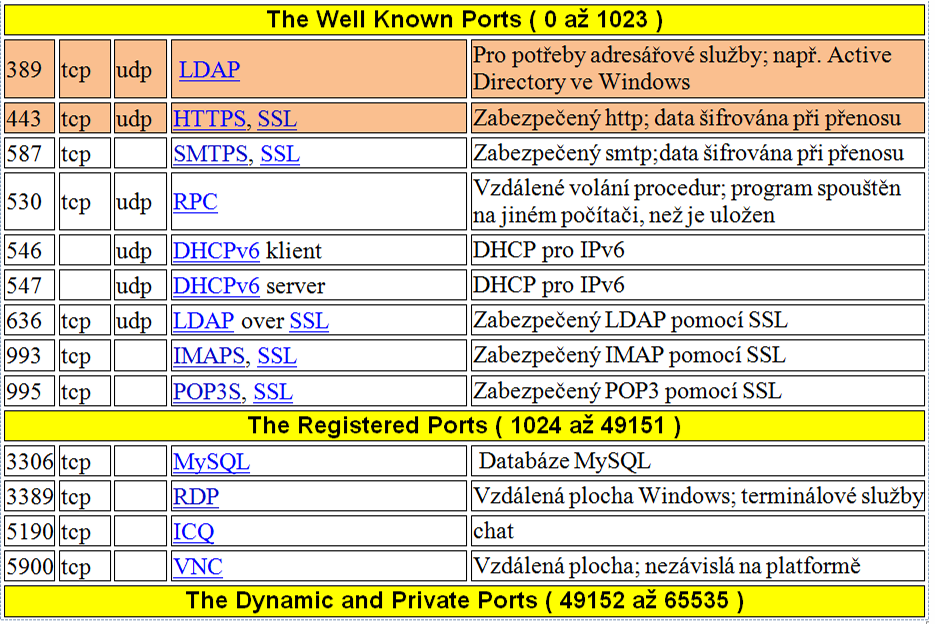 The Well Known Ports ( 0 až 1023 )
389 tcp udp LDAP Pro potřeby adresářové služby; např. Active
Directory ve Windows
443 tcp udp HTTPS, SSL Zabezpečený http; data šifrována při přenosu
587 tcp SMTPS, SSL Zabezpečený smtp;data šifrována při přenosu
530 tcp udp RPC Vzdálené volání procedur; program spouštěn
na jiném počítači, než je uložen
546 udp DHCPv6 klient DHCP pro IPv6
547 udp DHCPv6 server DHCP pro IPv6
636 tcp udp LDAP over SSL Zabezpečený LDAP pomocí SSL
993 tcp IMAPS, SSL Zabezpečený IMAP pomocí SSL
995 tcp POP3S, SSL Zabezpečený POP3 pomocí SSL
The Registered Ports ( 1024 až 49151 )
3306 tcp MySQL Databáze MySQL
3389 tcp RDP Vzdálená plocha Windows; terminálové služby
5190 tcp ICQ chat
5900 tcp VNC Vzdálená plocha; nezávislá na platformě
The Dynamic and Private Ports ( 49152 až 65535 )